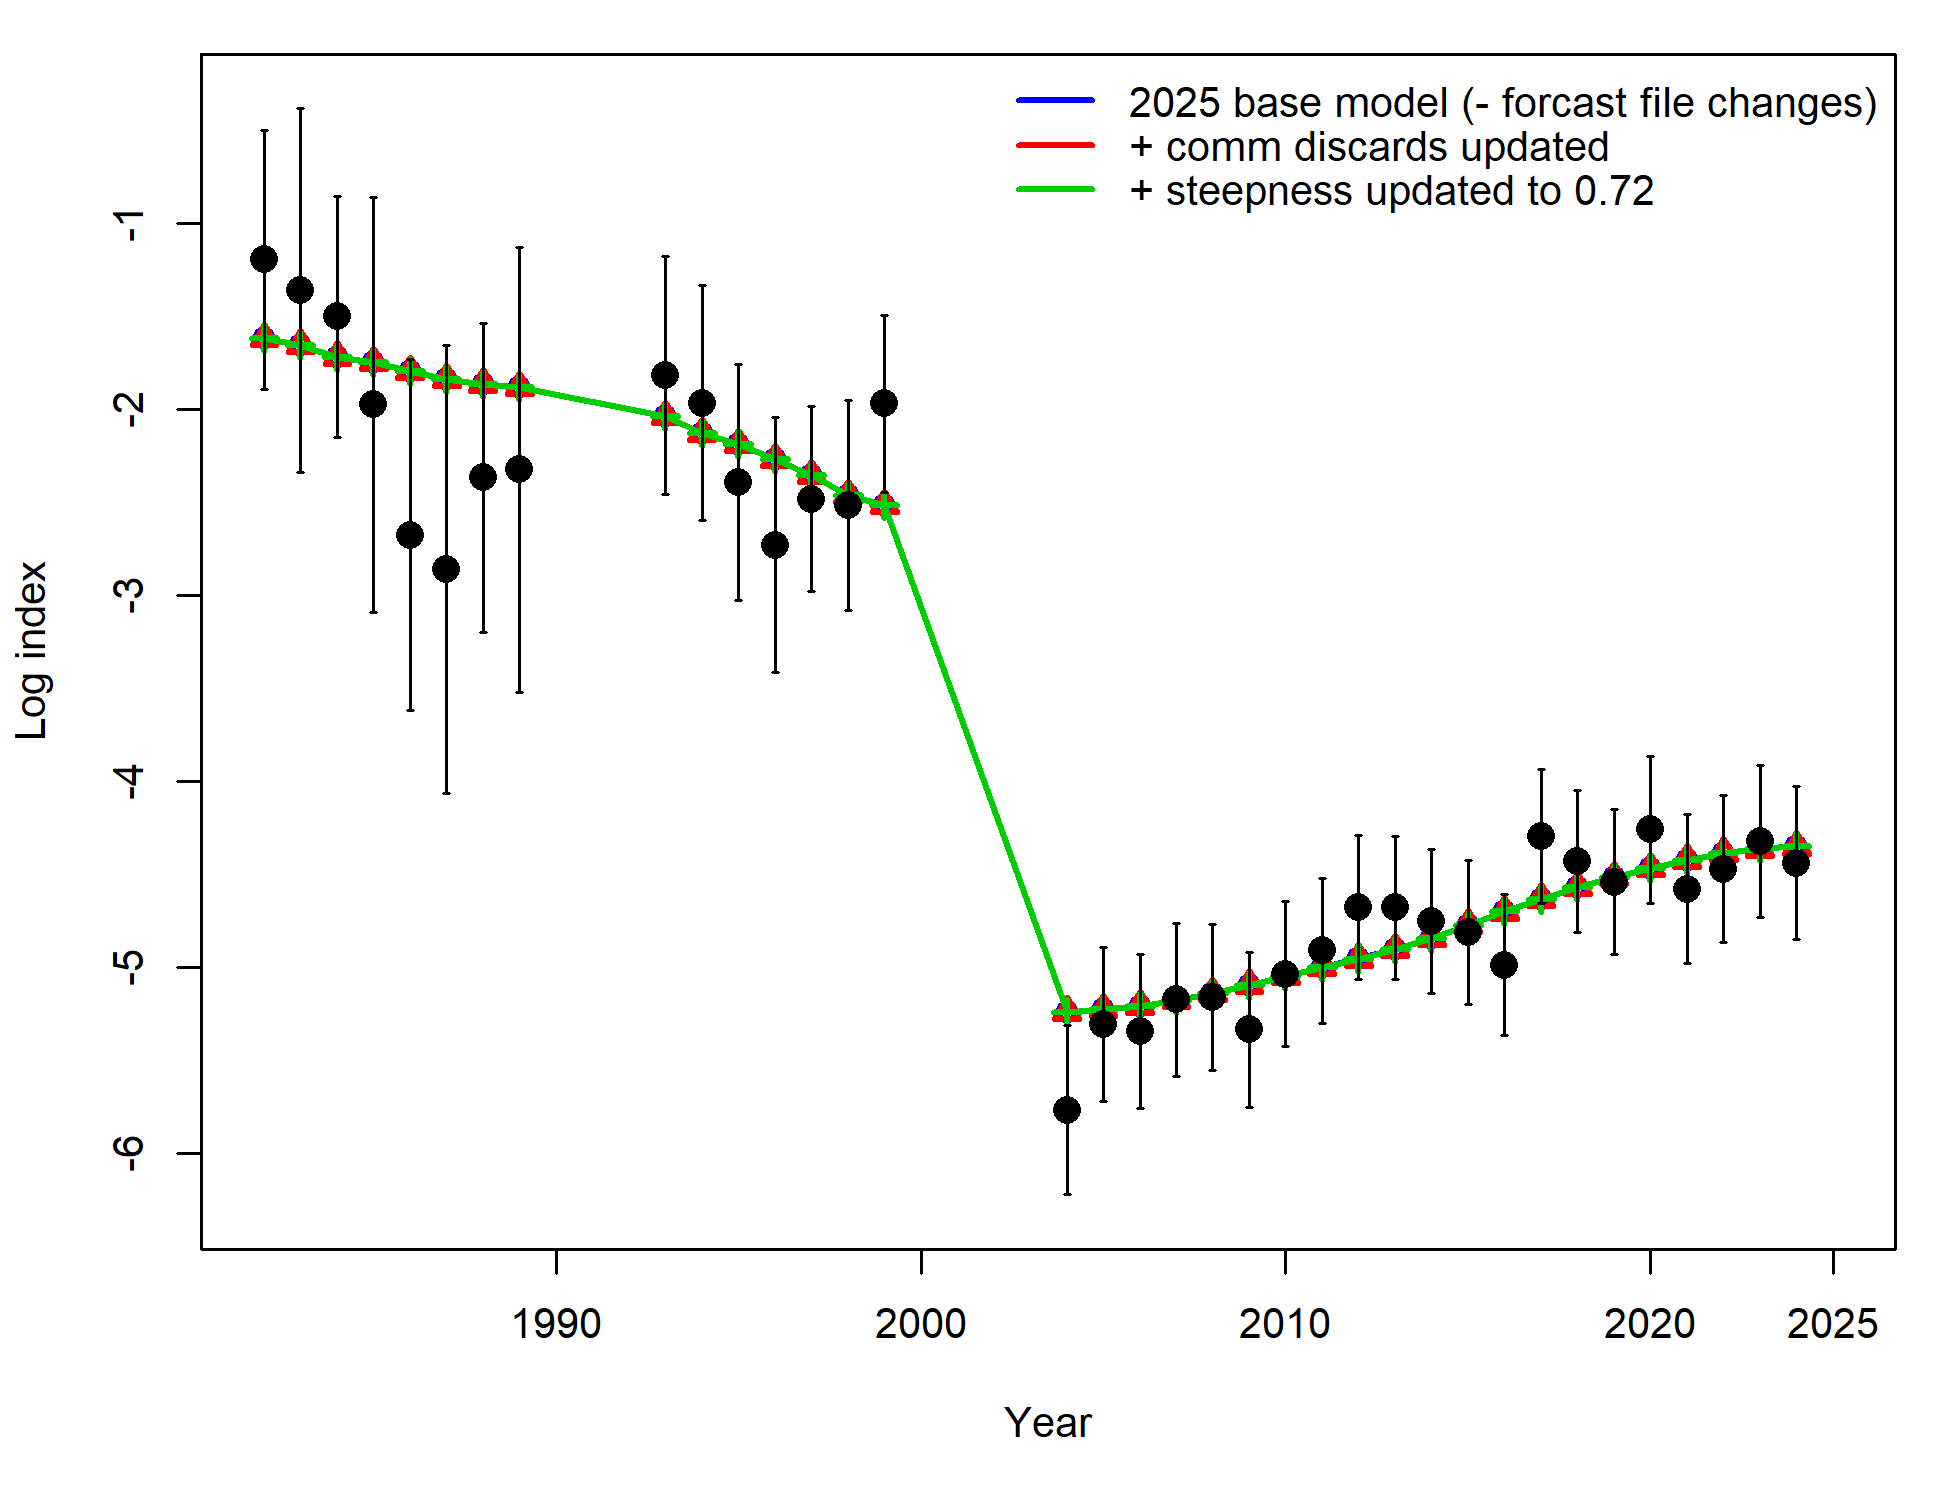 2025 base model (- forcast file changes)
+ comm discards updated
+ steepness updated to 0.72
Log index
-1
-2
-3
-4
-5
-6
1990
2000
2010
2020
2025
Year